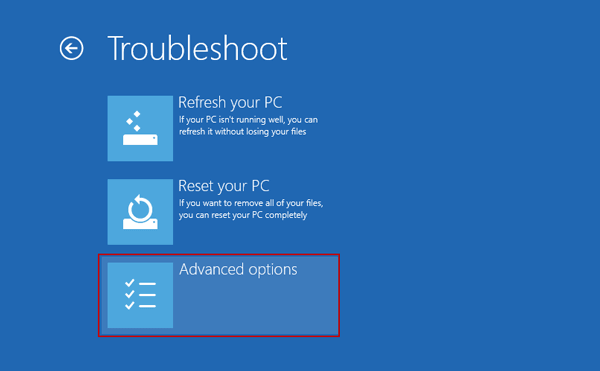 Troubleshoot
Refresh your PC
If your PC isn't running well, you can
refresh it without losing your files
Reset your PC
If you want to remove all of your files,
you can reset your PC completely
Advanced options